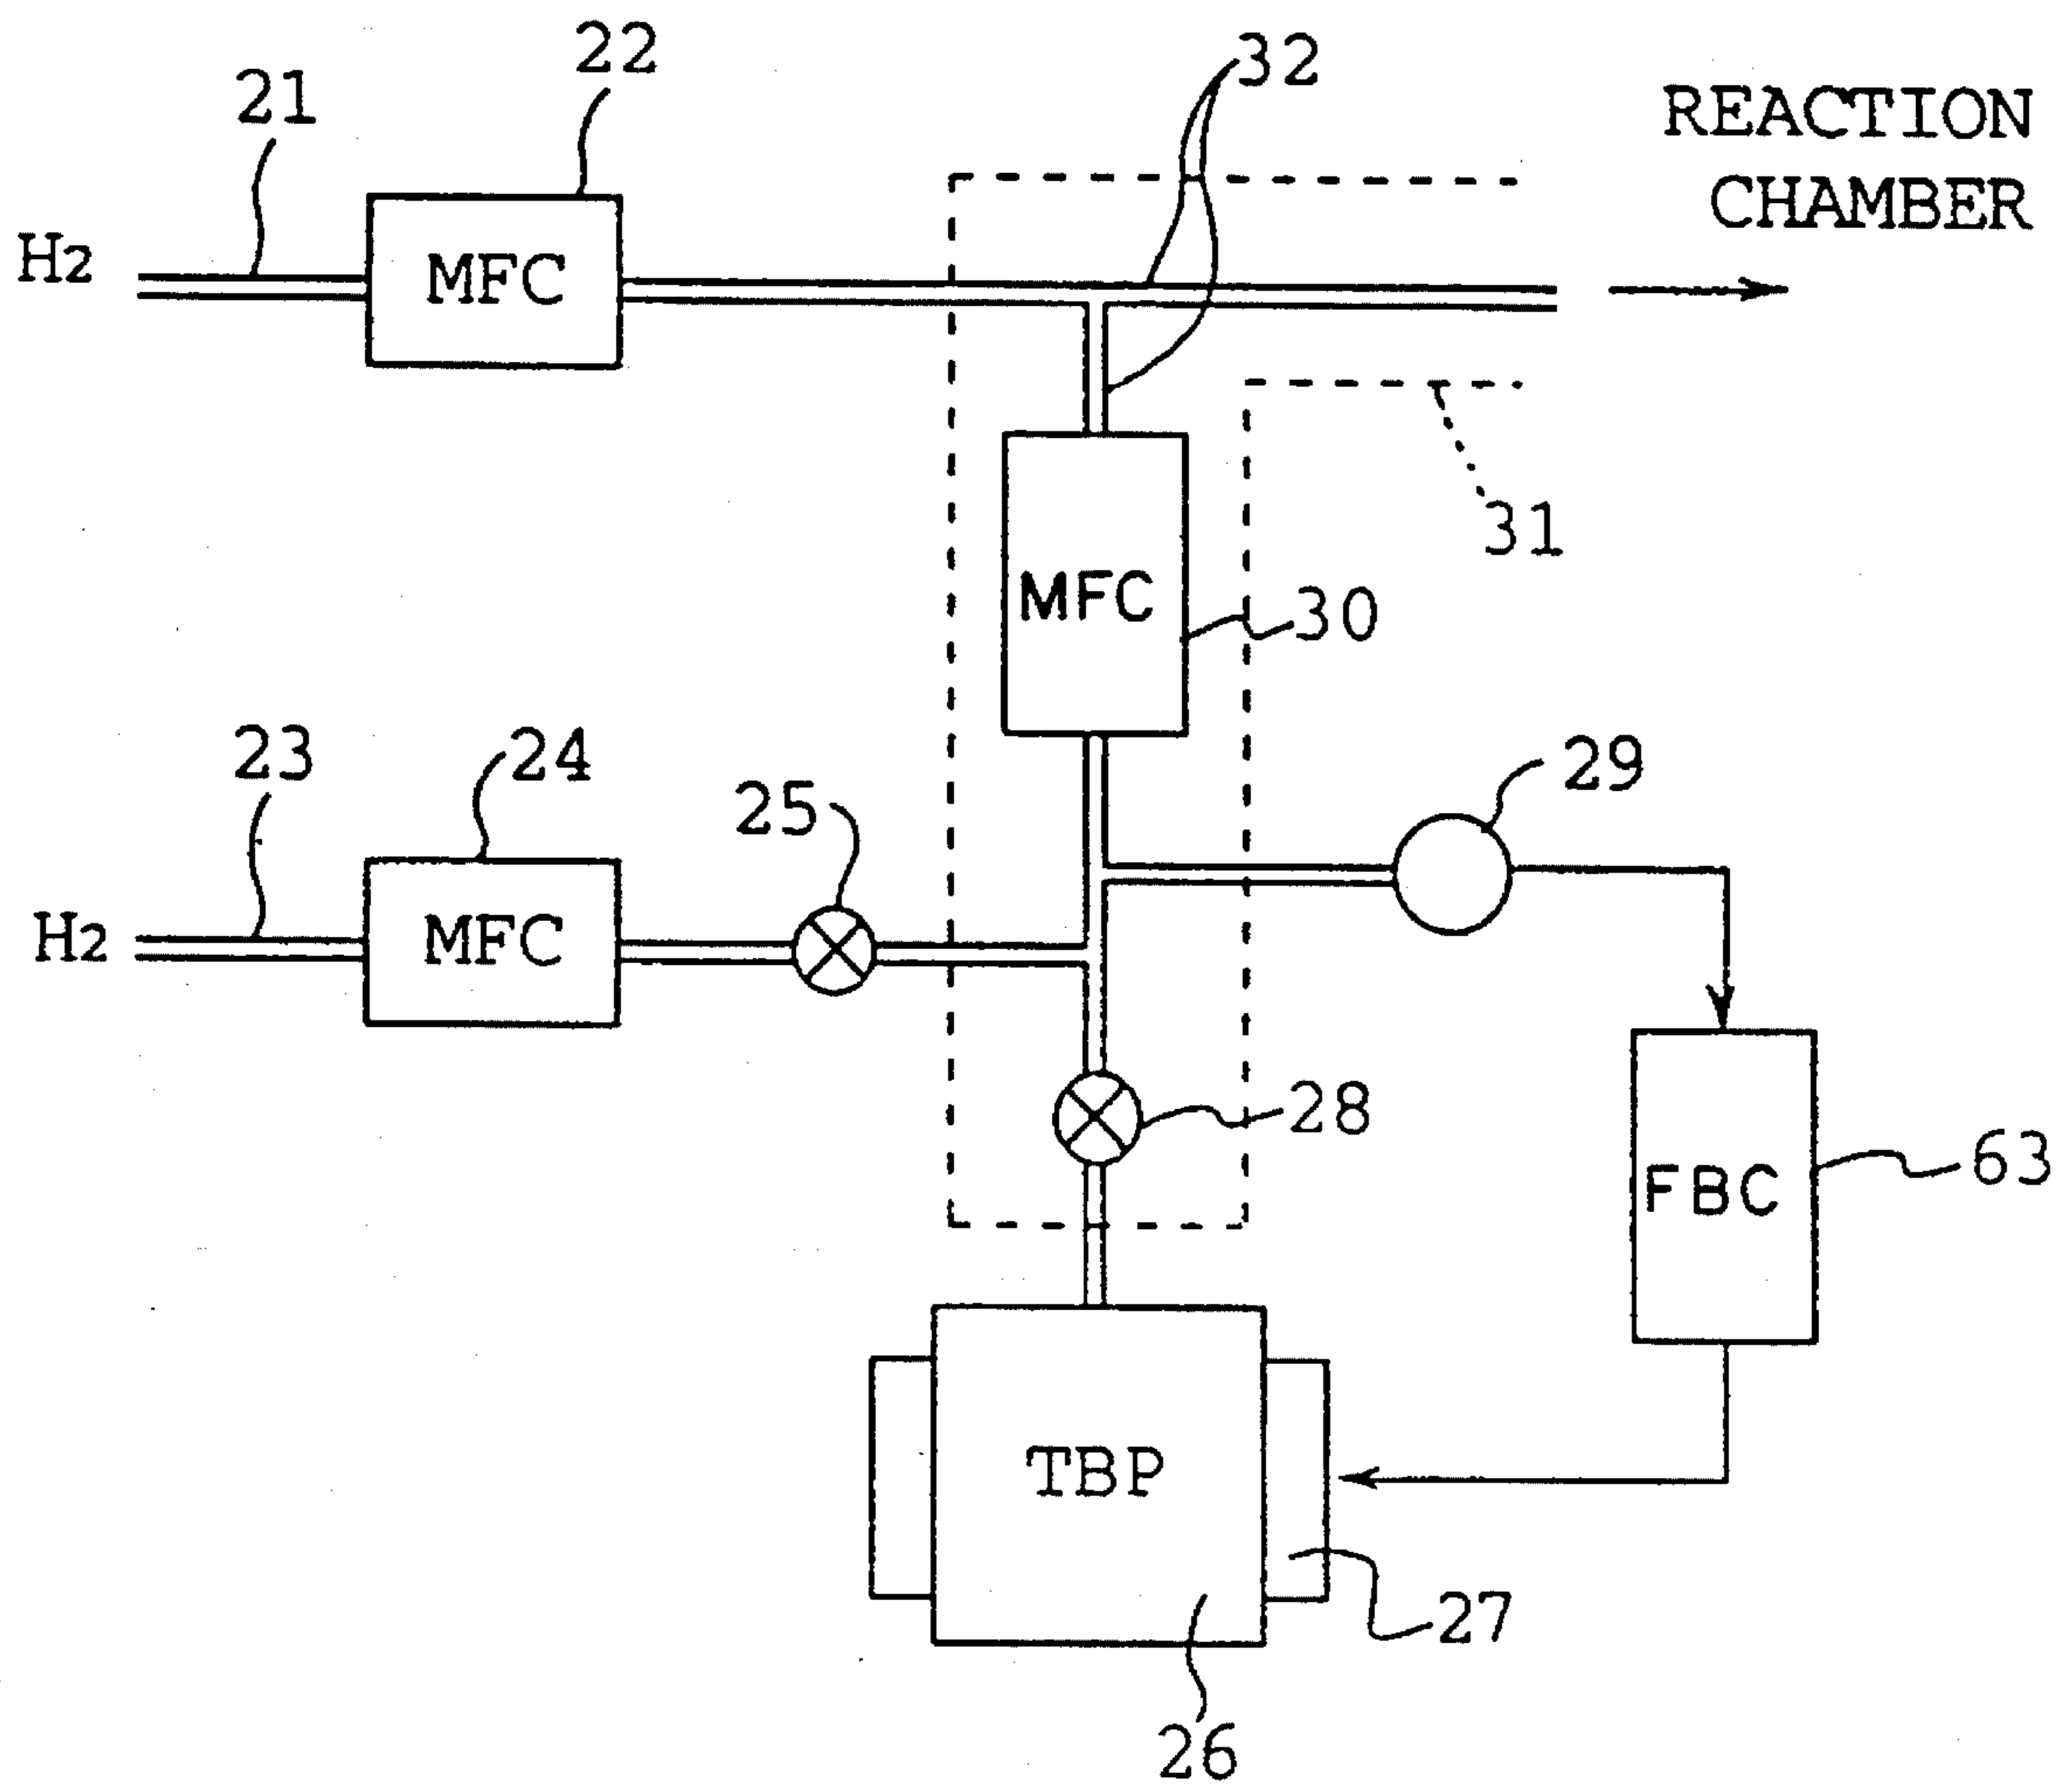 22
32
21
REACTION
CHAMBER
H2
MFC
31
MFC
30
23
24
25
29
H2
MFC
28
63
FBC
TBP
27
26